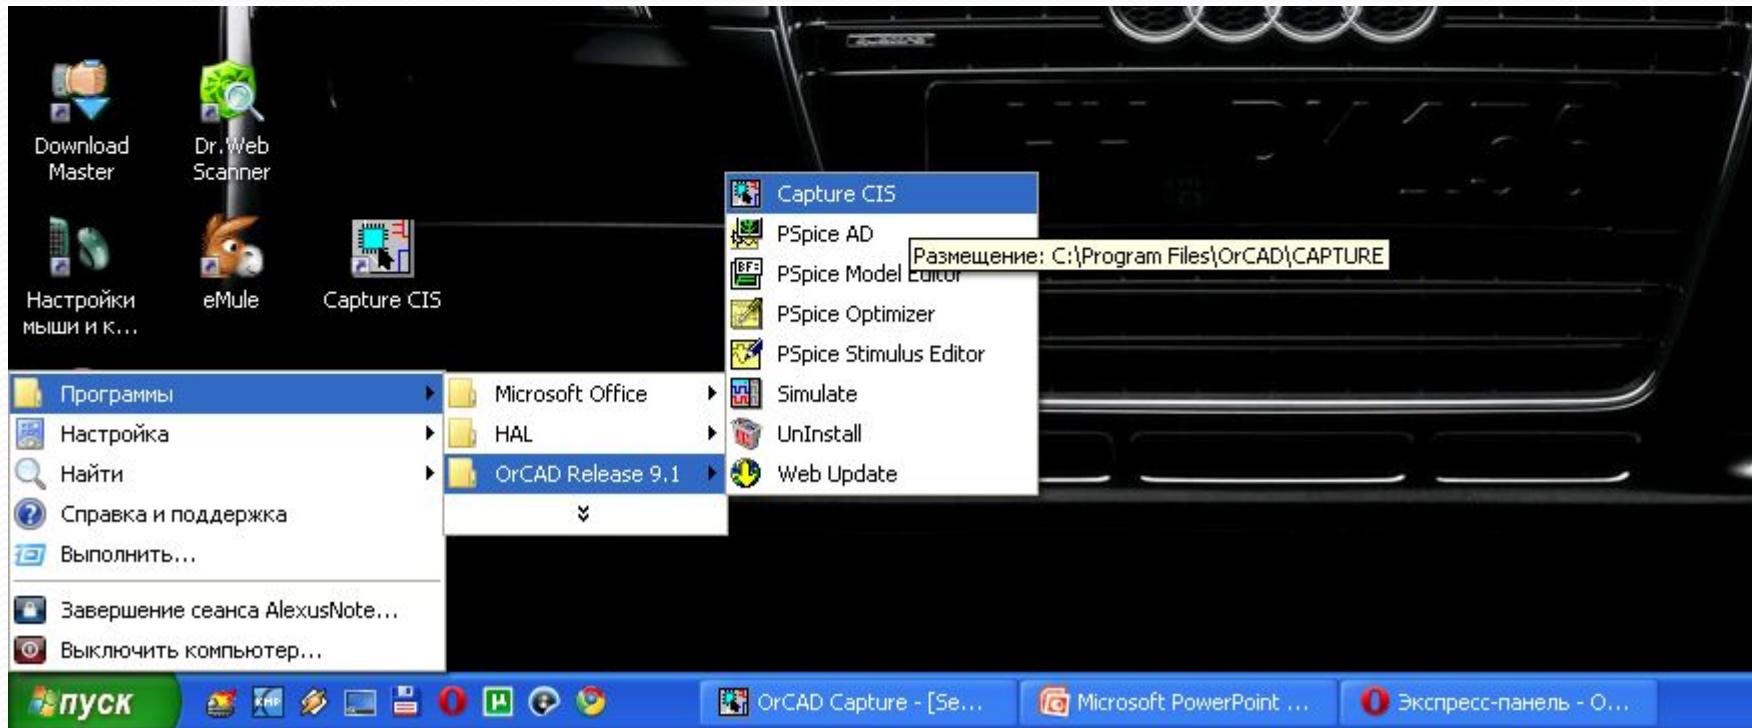 Download
Master
Dr.Web
Scanner
Настройки
мыши и к...
eMule
Capture CIS
Capture CIS
PSpice AD
Размещение: C:\Program Files\OrCAD\CAPTURE
PSpice Model Editor
PSpice Optimizer
PSpice Stimulus Editor
Simulate
UnInstall
Web Update
Программы
Настройка
Найти
Справка и поддержка
Выполнить...
Завершение сеанса AlexusNote...
Выключить компьютер...
Microsoft Office
HAL
OrCAD Release 9.1
пуск
KMP
OrCAD Capture - [Se...
Microsoft PowerPoint ...
Экспресс-панель - O...